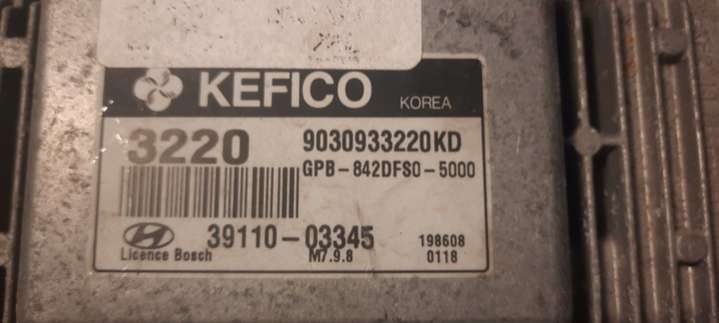 KEFICO KOREA
3220 9030933220KD
GPB-842DFS0-5000
39110-03345 198608
Licence Bosch M7.9.8 0118